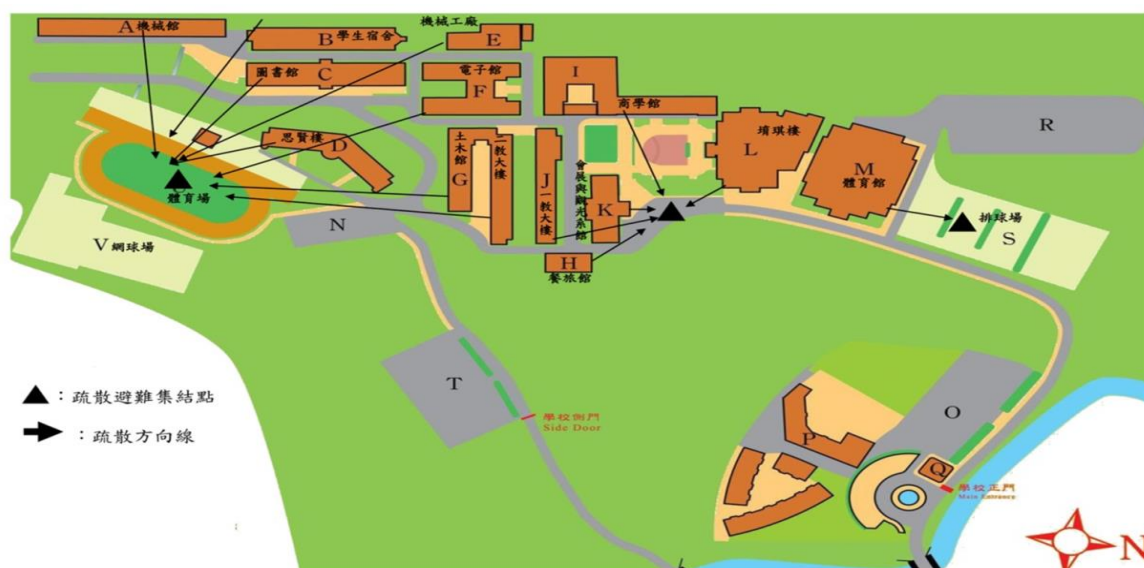 A 機械館
B 學生宿舍
機械工廠
E
圖書館 C
電子館
F
I
商學館
思賢樓
D
土木館
G
二教大樓
J
一教大樓
會展與觀光系館
K
L 堉琪樓
M
體育館
R
排球場
S
體育場
V 網球場
N
H
餐旅館
T
學校側門
Side Door
O
P
Q
學校正門
Main Entrance
▲：疏散避難集結點
：疏散方向線
N